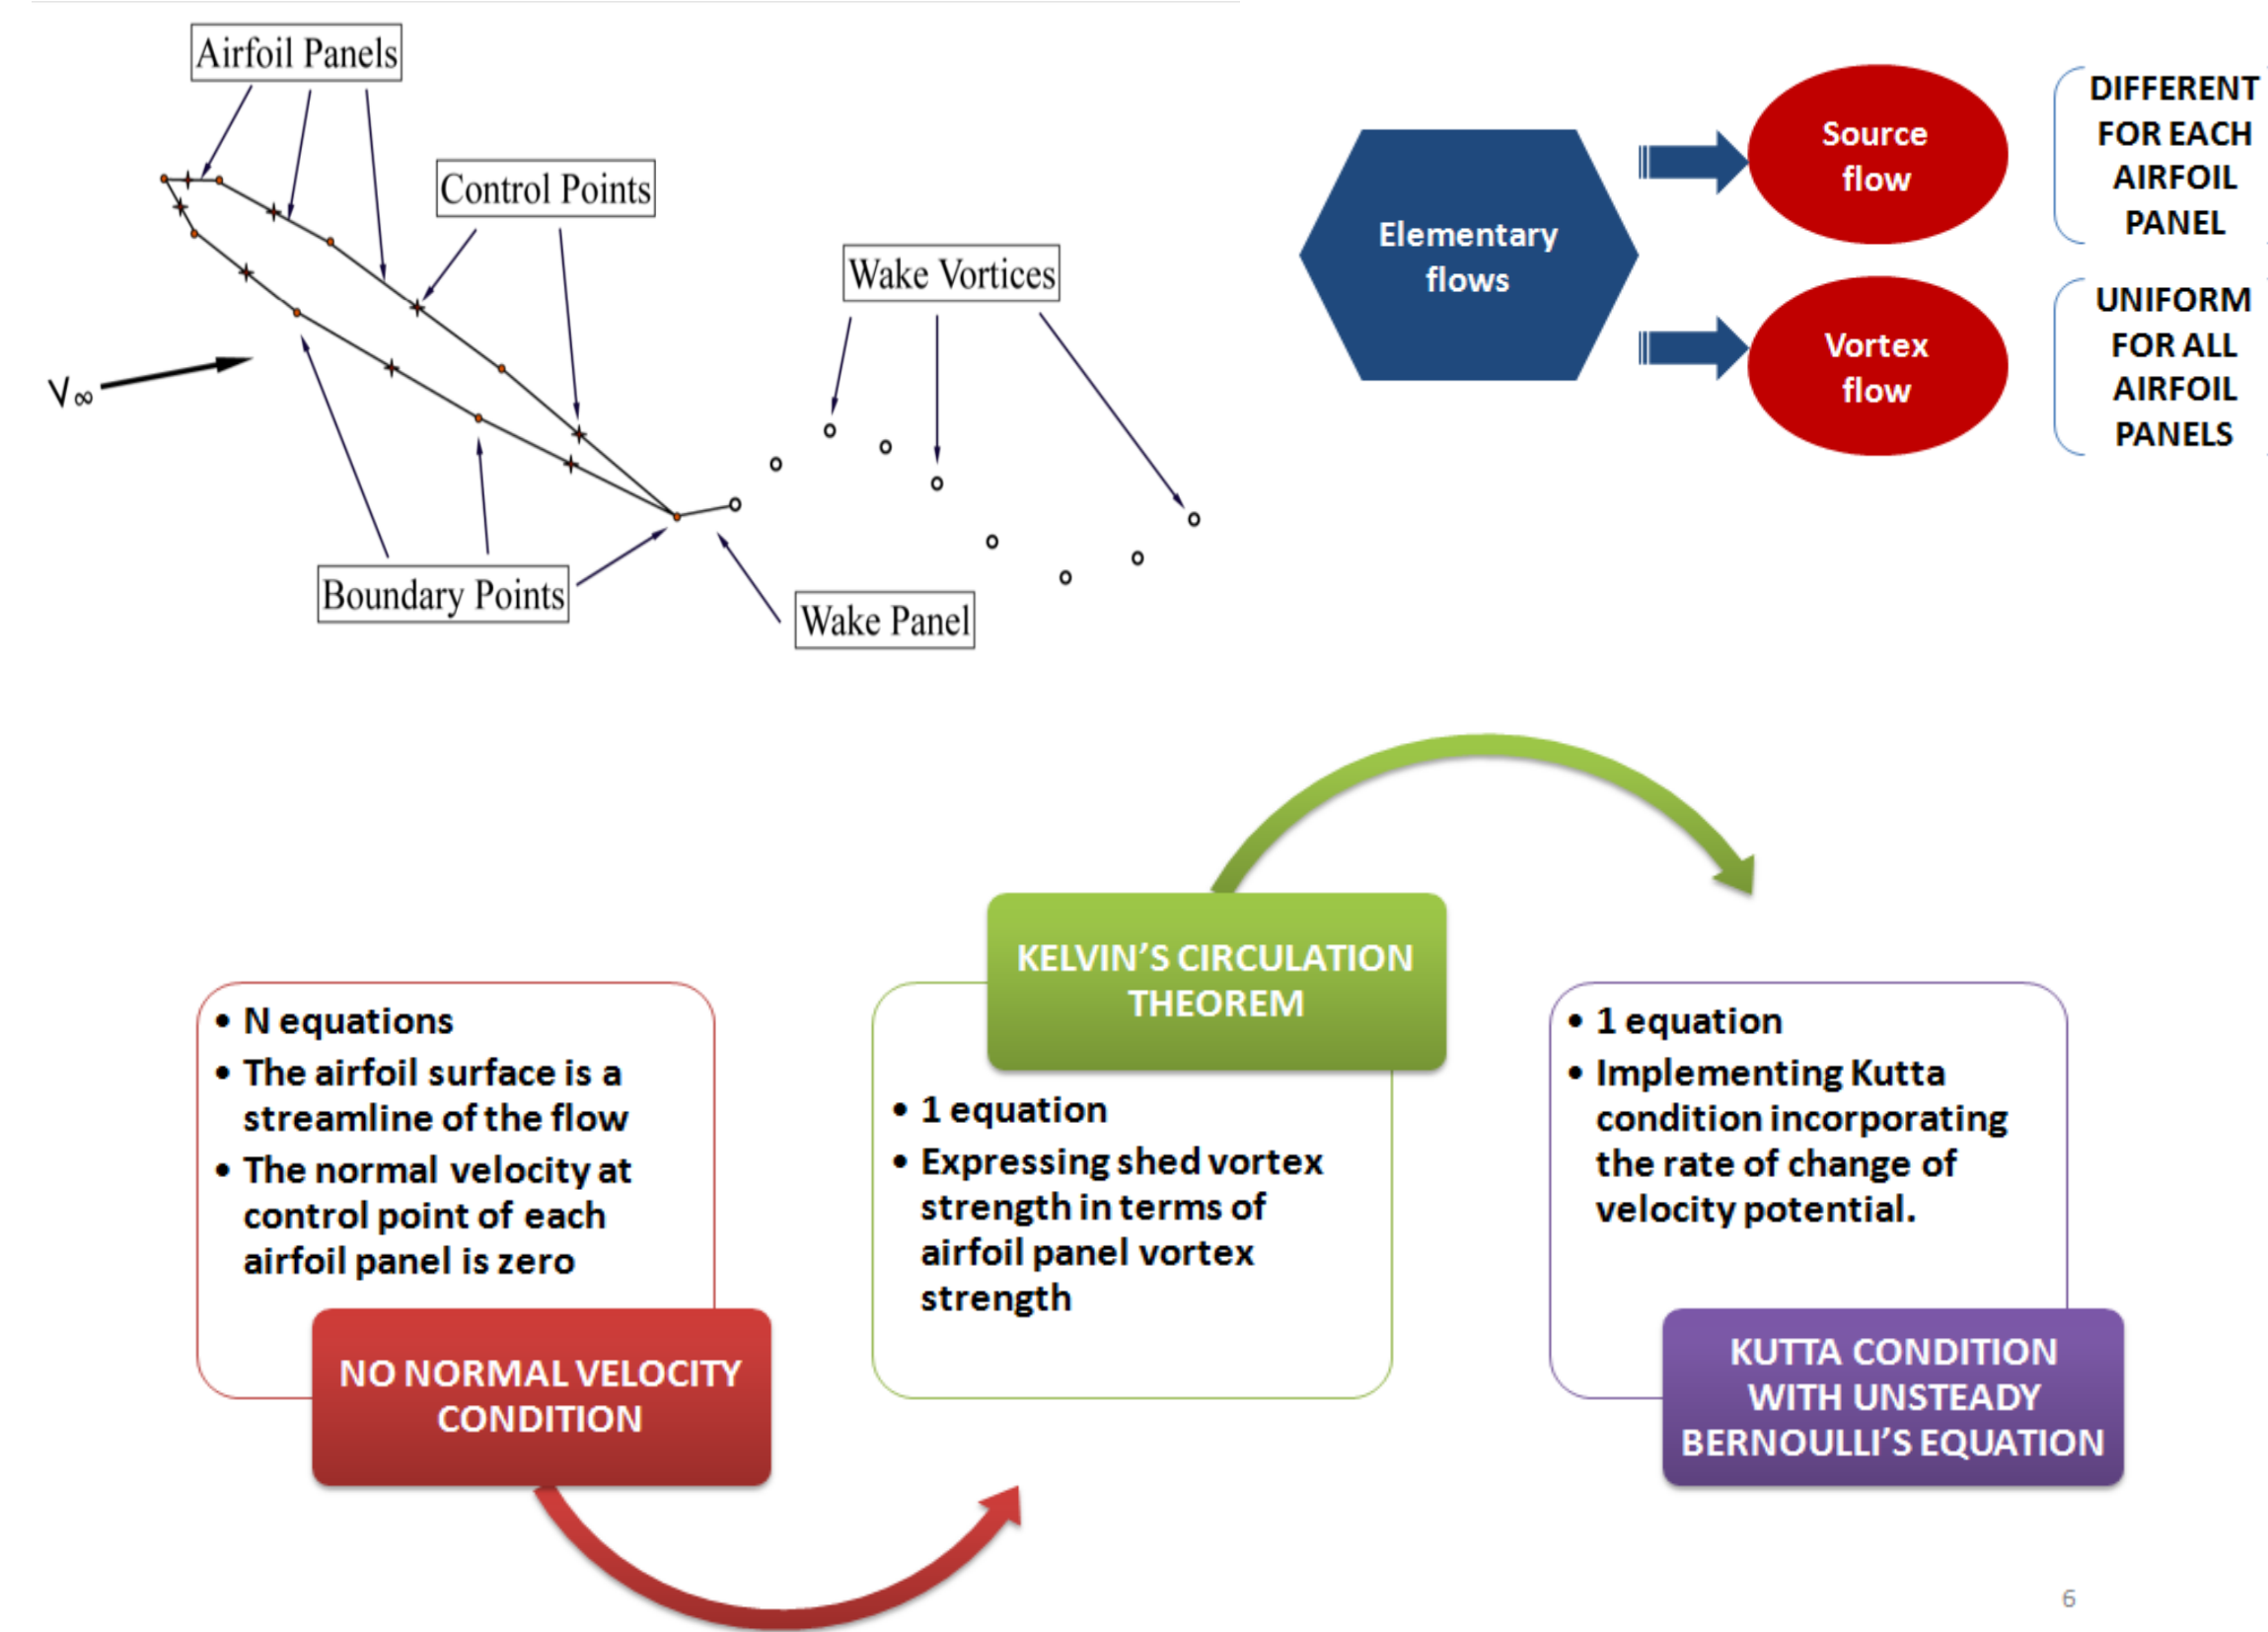 Airfoil Panels
Control Points
Wake Vortices
V∞
Boundary Points
Wake Panel
Elementary
flows
Source
flow
DIFFERENT
FOR EACH
AIRFOIL
PANEL
Vortex
flow
UNIFORM
FOR ALL
AIRFOIL
PANELS
• N equations
• The airfoil surface is a
streamline of the flow
• The normal velocity at
control point of each
airfoil panel is zero
NO NORMAL VELOCITY
CONDITION
KELVIN’S CIRCULATION
THEOREM
• 1 equation
• Expressing shed vortex
strength in terms of
airfoil panel vortex
strength
• 1 equation
• Implementing Kutta
condition incorporating
the rate of change of
velocity potential.
KUTTA CONDITION
WITH UNSTEADY
BERNOULLI’S EQUATION
6